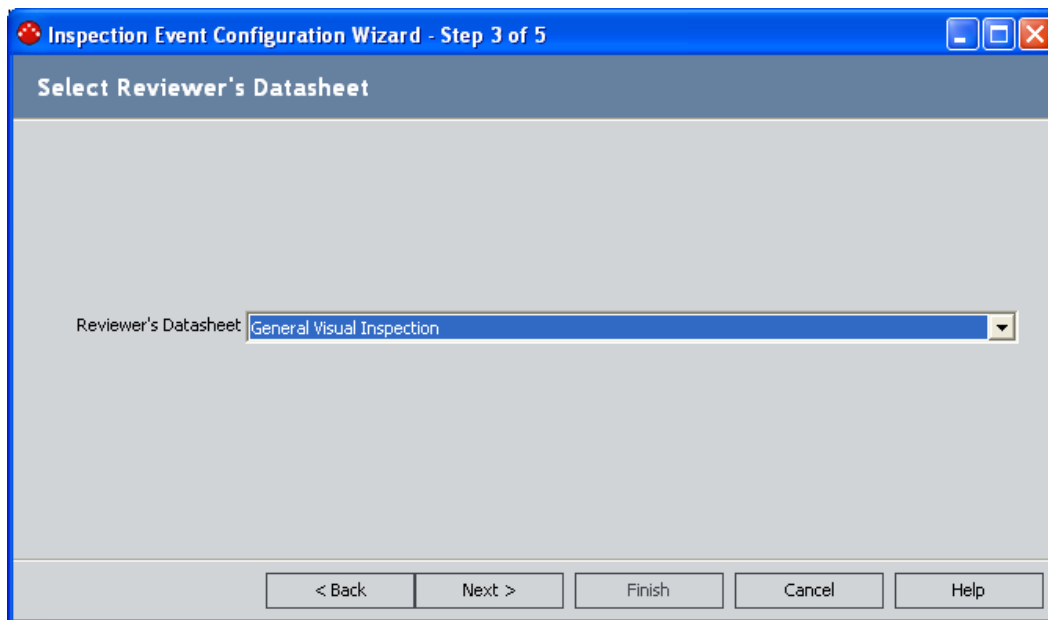 Inspection Event Configuration Wizard - Step 3 of 5
Select Reviewer's Datasheet
Reviewer's Datasheet General Visual Inspection
< Back Next > Finish Cancel Help